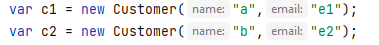 var c1 = new Customer( name: "a", email: "e1");
var c2 = new Customer( name: "b", email: "e2");